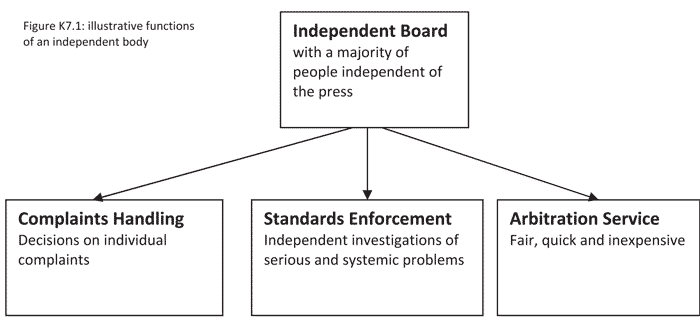 Figure K7.1: illustrative functions
of an independent body
Independent Board
with a majority of
people independent of
the press
Complaints Handling
Decisions on individual
complaints
Standards Enforcement
Independent investigations of
serious and systemic problems
Arbitration Service
Fair, quick and inexpensive